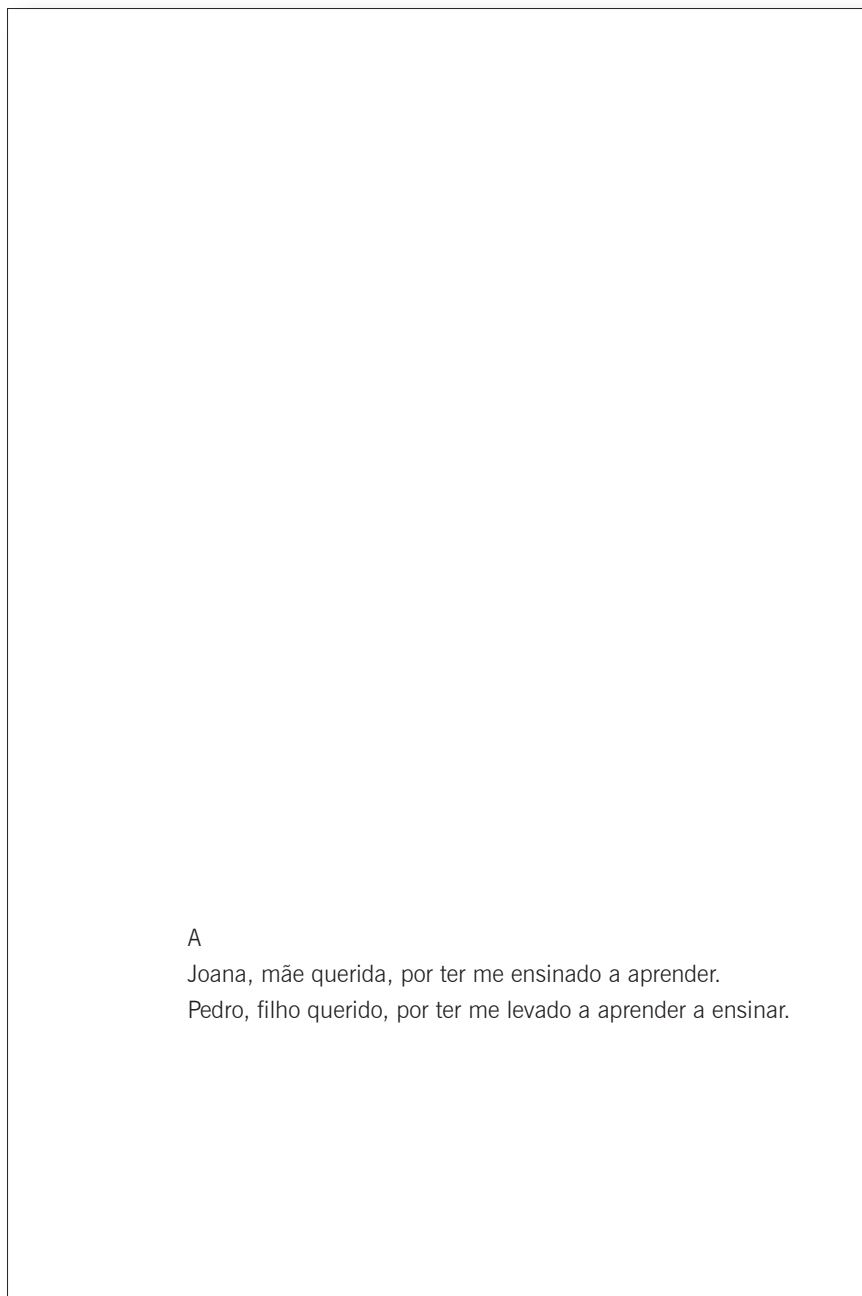 A
Joana, mãe querida, por ter me ensinado a aprender.
Pedro, filho querido, por ter me levado a aprender a ensinar.